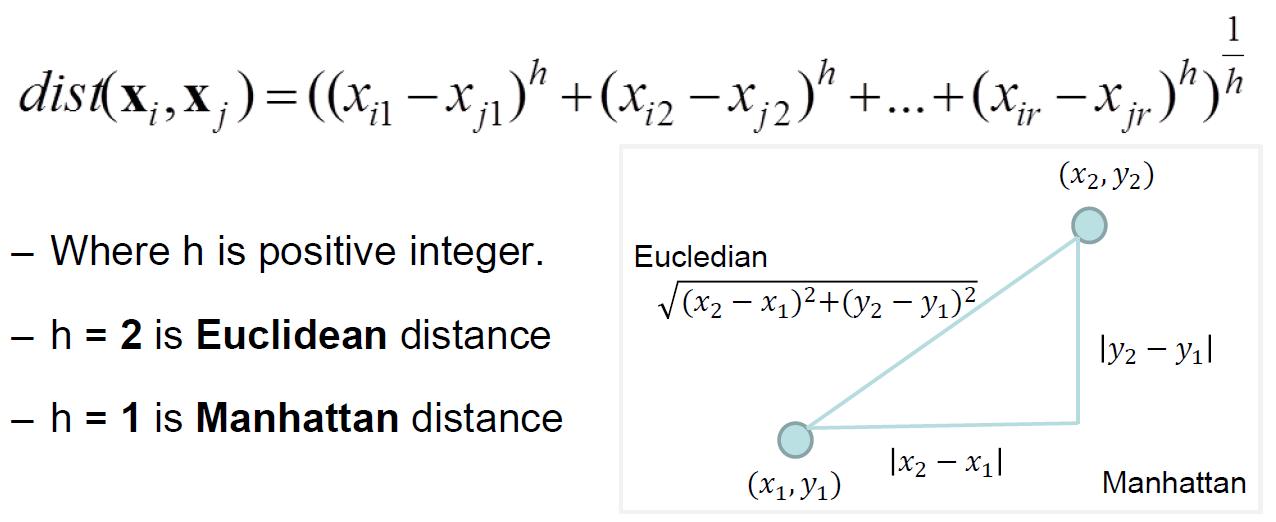 dist(xᵢ, xⱼ) = ((xᵢ₁ − xⱼ₁)ʰ + (xᵢ₂ − xⱼ₂)ʰ + ... + (xᵢᵣ − xⱼᵣ)ʰ)^(1/h)
– Where h is positive integer.
– h = 2 is Euclidean distance
– h = 1 is Manhattan distance
(x₂, y₂)
Eucledian
√((x₂ − x₁)²+(y₂ − y₁)²)
|y₂ − y₁|
|x₂ − x₁|
(x₁, y₁)
Manhattan